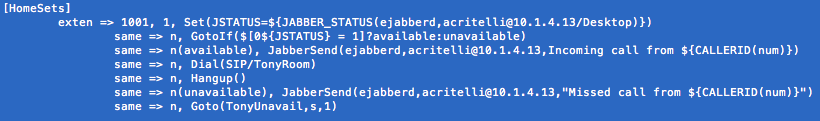 [HomeSets]
exten => 1001, 1, Set(JSTATUS=${JABBER_STATUS(ejabberd,acritelli@10.1.4.13/Desktop)})
same => n, GotoIf($[0${JSTATUS} = 1]?available:unavailable)
same => n(available), JabberSend(ejabberd,acritelli@10.1.4.13,Incoming call from ${CALLERID(num)})
same => n, Dial(SIP/TonyRoom)
same => n, Hangup()
same => n(unavailable), JabberSend(ejabberd,acritelli@10.1.4.13,"Missed call from ${CALLERID(num)}")
same => n, Goto(TonyUnavail,s,1)